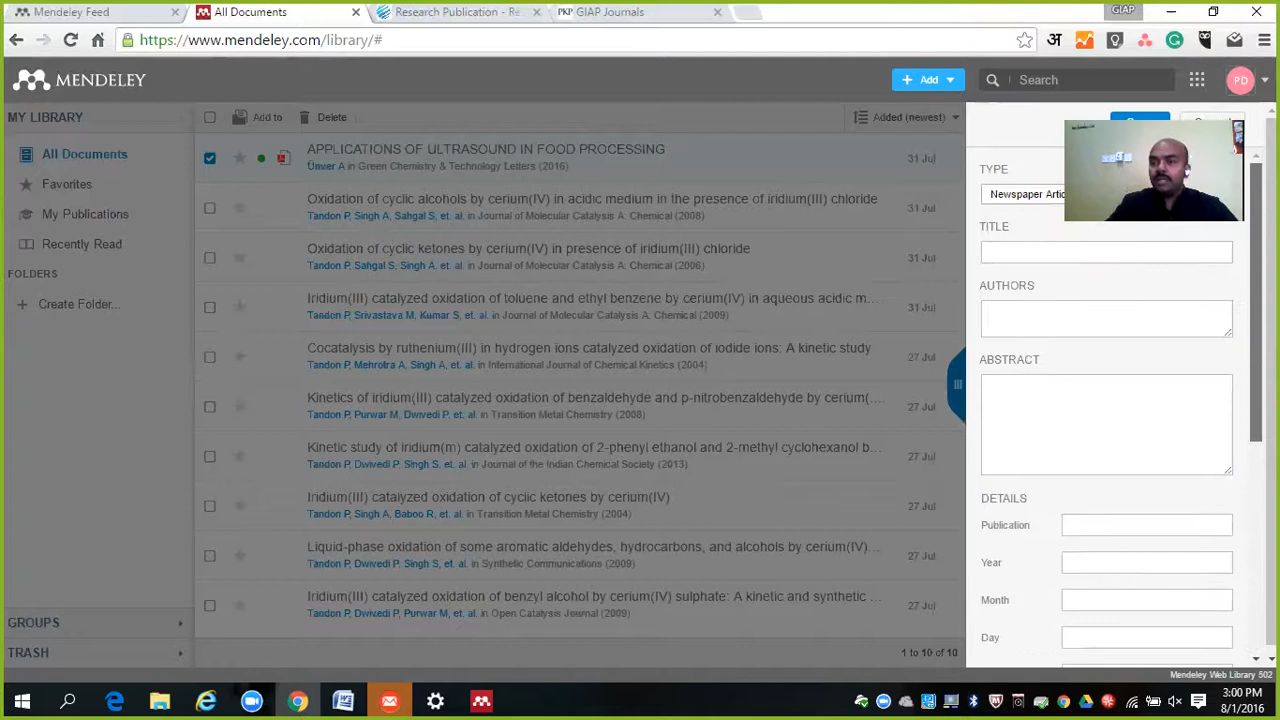 Mendeley Feed
All Documents
Research Publication - Re
GIAP Journals
GIAP
https://www.mendeley.com/library/#
MENDELEY
Add
Search
PD
MY LIBRARY
All Documents
Favorites
My Publications
Recently Read
FOLDERS
Create Folder...
GROUPS
TRASH
Add to
Delete
Added (newest)
APPLICATIONS OF ULTRASOUND IN FOOD PROCESSING
31 Jul
Ünver A in Green Chemistry & Technology Letters (2016)
Oxidation of cyclic alcohols by cerium(IV) in acidic medium in the presence of iridium(III) chloride
31 Jul
Tandon P, Singh A, Sahgal S, et. al. in Journal of Molecular Catalysis A: Chemical (2008)
Oxidation of cyclic ketones by cerium(IV) in presence of iridium(III) chloride
31 Jul
Tandon P, Sahgal S, Singh A, et. al. in Journal of Molecular Catalysis A: Chemical (2006)
Iridium(III) catalyzed oxidation of toluene and ethyl benzene by cerium(IV) in aqueous acidic m...
31 Jul
Tandon P, Srivastava M, Kumar S, et. al. in Journal of Molecular Catalysis A: Chemical (2009)
Cocatalysis by ruthenium(III) in hydrogen ions catalyzed oxidation of iodide ions: A kinetic study
27 Jul
Tandon P, Mehrotra A, Singh A, et. al. in International Journal of Chemical Kinetics (2004)
Kinetics of iridium(III) catalyzed oxidation of benzaldehyde and p-nitrobenzaldehyde by cerium(....
27 Jul
Tandon P, Purwar M, Dwivedi P, et. al. in Transition Metal Chemistry (2008)
Kinetic study of iridium(m) catalyzed oxidation of 2-phenyl ethanol and 2-methyl cyclohexanol b...
27 Jul
Tandon P, Dwivedi P, Singh S, et. al. in Journal of the Indian Chemical Society (2013)
Iridium(III) catalyzed oxidation of cyclic ketones by cerium(IV)
27 Jul
Tandon P, Singh A, Baboo R, et. al. in Transition Metal Chemistry (2004)
Liquid-phase oxidation of some aromatic aldehydes, hydrocarbons, and alcohols by cerium(IV)...
27 Jul
Tandon P, Dwivedi P, Singh S, et. al. in Synthetic Communications (2009)
Iridium(III) catalyzed oxidation of benzyl alcohol by cerium(IV) sulphate: A kinetic and synthetic ...
27 Jul
Tandon P, Dwivedi P, Purwar M, et. al. in Open Catalysis Journal (2009)
1 to 10 of 10
TYPE
Newspaper Artic
TITLE
AUTHORS
ABSTRACT
DETAILS
Publication
Year
Month
Day
Mendeley Web Library 502
3:00 PM
8/1/2016